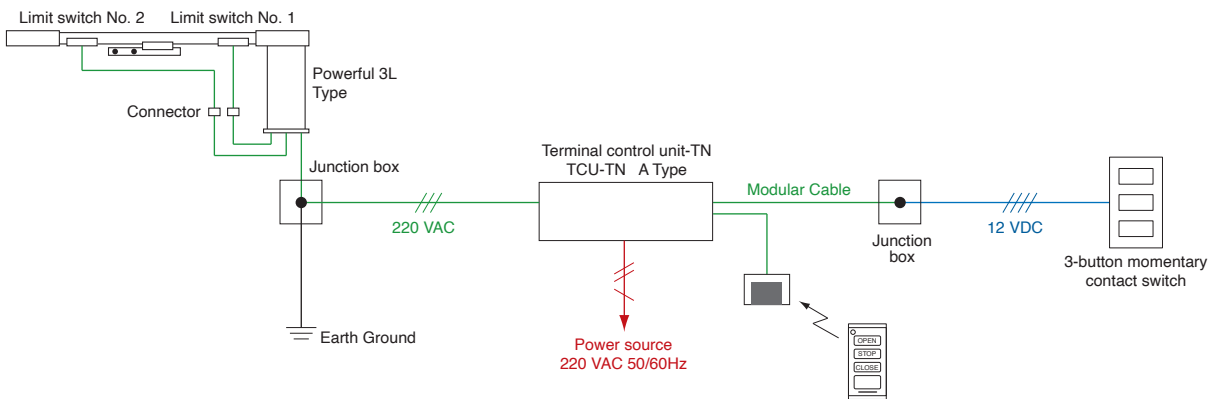 Limit switch No. 2
Limit switch No. 1
Powerful 3L
Type
Connector
Junction box
220 VAC
Earth Ground
Terminal control unit-TN
TCU-TN A Type
Power source
220 VAC 50/60Hz
Modular Cable
Junction
box
12 VDC
3-button momentary
contact switch
OPEN
STOP
CLOSE